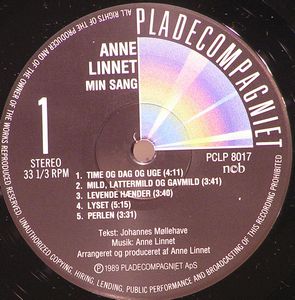 PLADECOMPAGNIET
ANNE
LINNET
MIN SANG
1
STEREO
33 1/3 RPM
PCLP 8017
ncb
1. TIME OG DAG OG UGE (4:11)
2. MILD, LATTERMILD OG GAVMILD (3:41)
3. LEVENDE HÆNDER (3:40)
4. LYSET (5:15)
5. PERLEN (3:31)
Tekst: Johannes Møllehave
Musik: Anne Linnet
Arrangeret og produceret af Anne Linnet
℗ 1989 PLADECOMPAGNIET ApS
ALL RIGHTS OF THE PRODUCER AND OF THE OWNER OF THE WORKS REPRODUCED RESERVED. UNAUTHORIZED COPYING, HIRING, LENDING, PUBLIC PERFORMANCE AND BROADCASTING OF THIS RECORD PROHIBITED